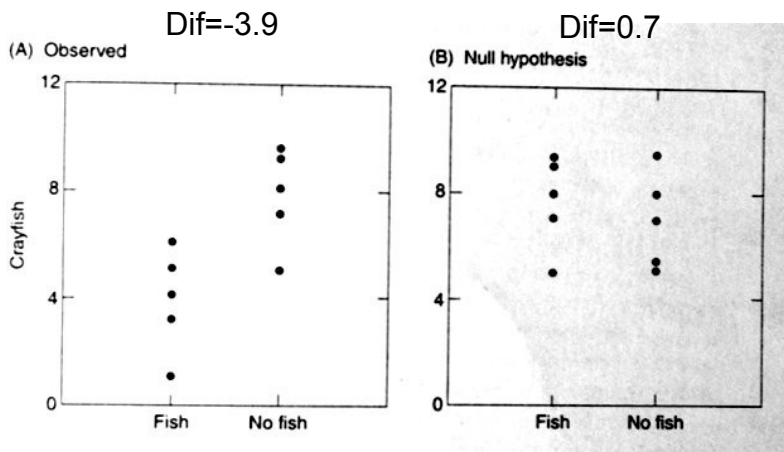 Dif=-3.9
Dif=0.7
(A) Observed
(B) Null hypothesis
12
8
4
0
Crayfish
Fish
No fish
12
8
4
0
Fish
No fish